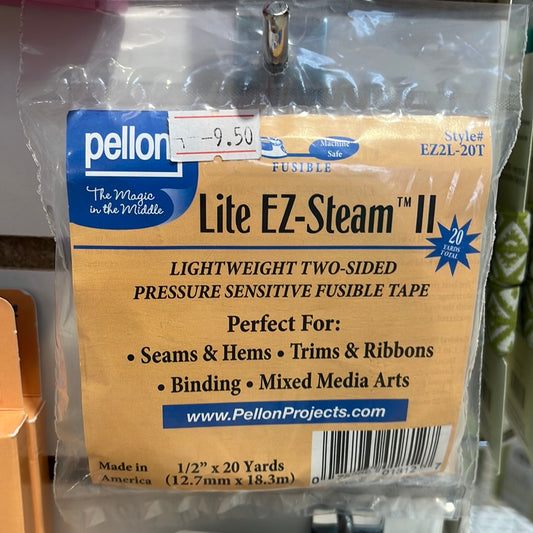 pellon
-9.50
Machine
Safe
FUSIBLE
Style#
EZ2L-20T
The Magic
in the Middle
Lite EZ-Steam™ II
20
YARDS
TOTAL
LIGHTWEIGHT TWO-SIDED
PRESSURE SENSITIVE FUSIBLE TAPE
Perfect For:
• Seams & Hems • Trims & Ribbons
• Binding • Mixed Media Arts
www.PellonProjects.com
Made in
America
1/2" x 20 Yards
(12.7mm x 18.3m)